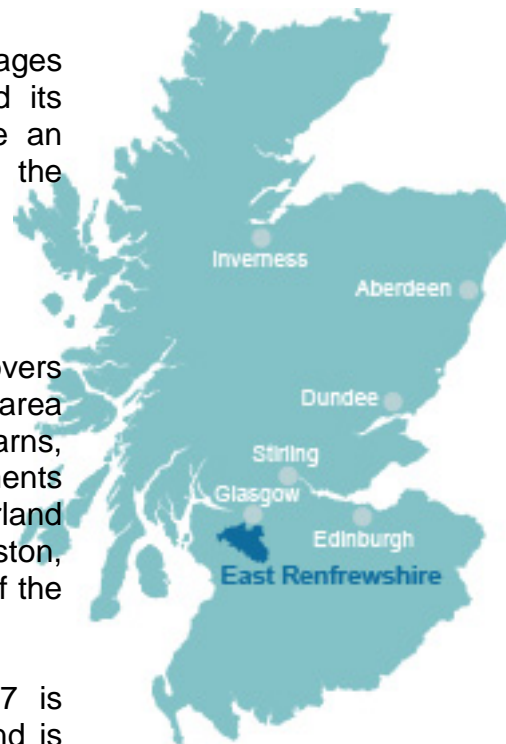 ages
d its
e an
the
Inverness
Aberdeen
overs
area
arns,
Dundee
nents
Stirling
rland
Glasgow
ston,
Edinburgh
f the
East Renfrewshire
7 is
nd is